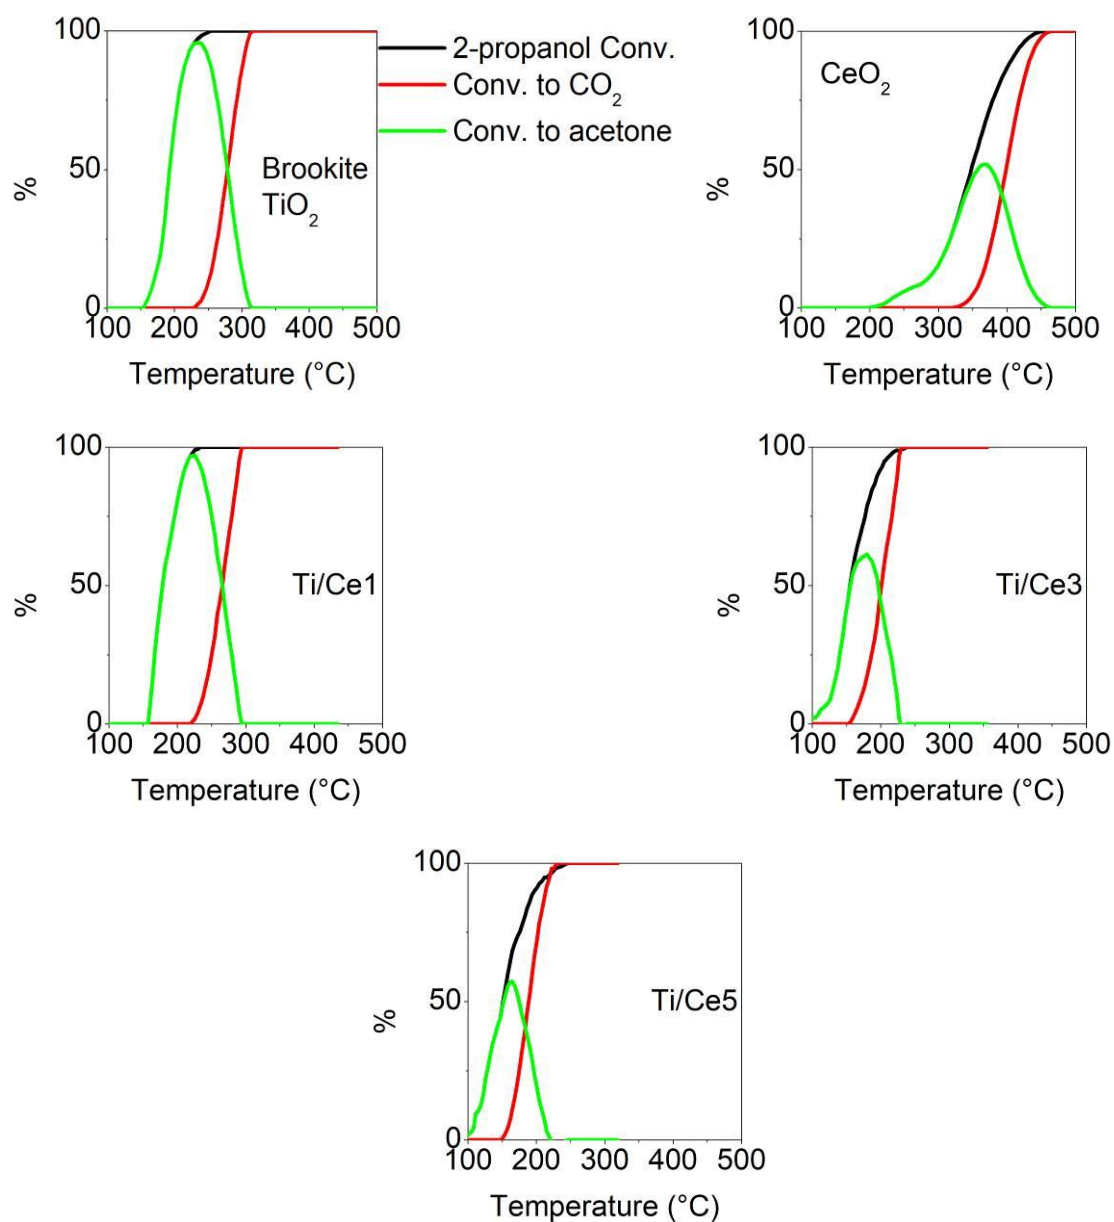 100
50
0
%
100 200 300 400 500
Temperature (°C)
Brookite
TiO₂
2-propanol Conv.
Conv. to CO₂
Conv. to acetone
100
50
0
%
100 200 300 400 500
Temperature (°C)
CeO₂
100
50
0
%
100 200 300 400 500
Temperature (°C)
Ti/Ce1
100
50
0
%
100 200 300 400 500
Temperature (°C)
Ti/Ce3
100
50
0
%
100 200 300 400 500
Temperature (°C)
Ti/Ce5